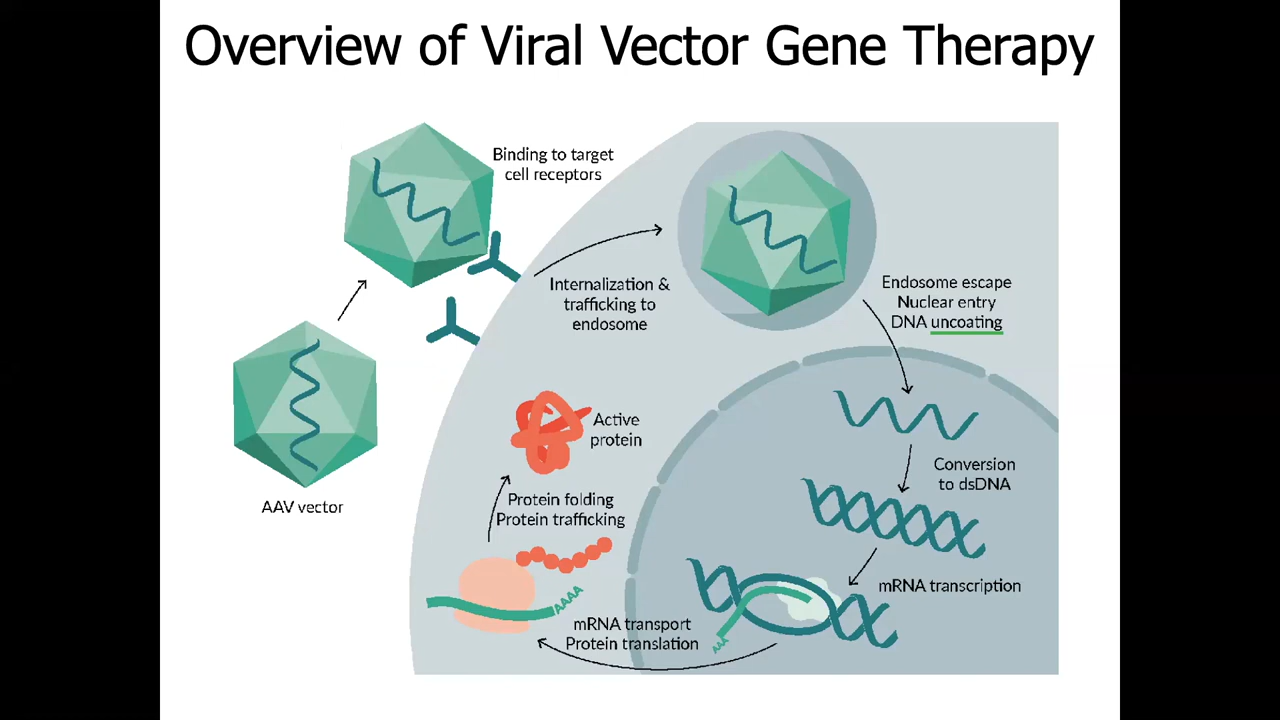 Overview of Viral Vector Gene Therapy
Binding to target
cell receptors
Internalization &
trafficking to
endosome
Endosome escape
Nuclear entry
DNA uncoating
AAV vector
Active
protein
Conversion
to dsDNA
Protein folding
Protein trafficking
mRNA transcription
AAAA
mRNA transport
Protein translation
AAA